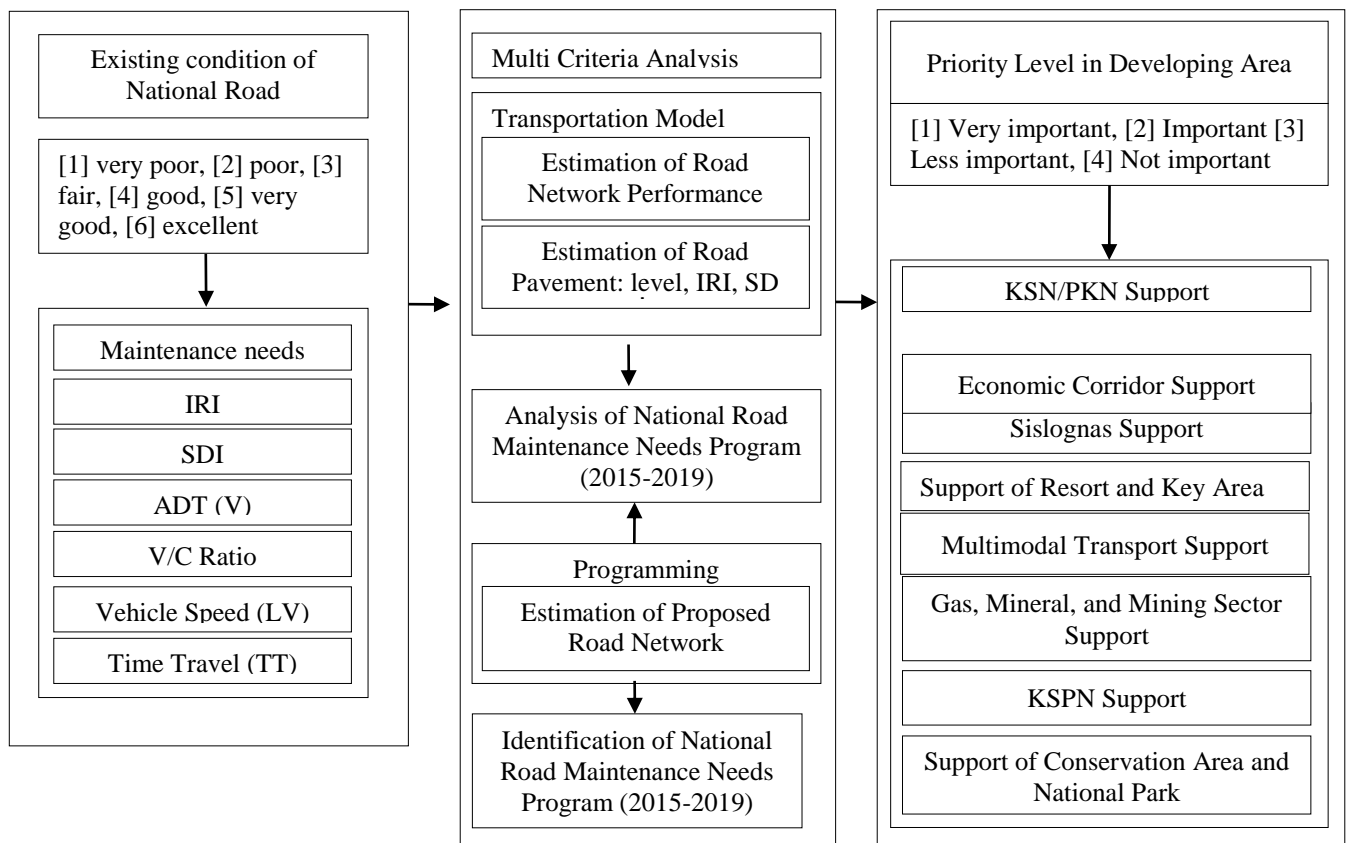 Existing condition of
National Road
[1] very poor, [2] poor, [3]
fair, [4] good, [5] very
good, [6] excellent
Maintenance needs
IRI
SDI
ADT (V)
V/C Ratio
Vehicle Speed (LV)
Time Travel (TT)
Multi Criteria Analysis
Transportation Model
Estimation of Road
Network Performance
Estimation of Road
Pavement: level, IRI, SD
Analysis of National Road
Maintenance Needs Program
(2015-2019)
Programming
Estimation of Proposed
Road Network
Identification of National
Road Maintenance Needs
Program (2015-2019)
Priority Level in Developing Area
[1] Very important, [2] Important [3]
Less important, [4] Not important
KSN/PKN Support
Economic Corridor Support
Sislognas Support
Support of Resort and Key Area
Multimodal Transport Support
Gas, Mineral, and Mining Sector
Support
KSPN Support
Support of Conservation Area and
National Park